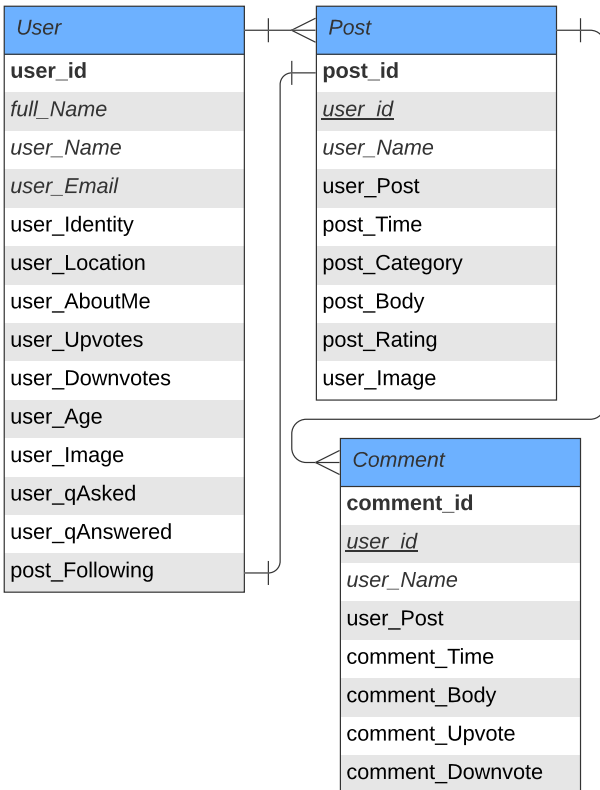 User
user_id
full_Name
user_Name
user_Email
user_Identity
user_Location
user_AboutMe
user_Upvotes
user_Downvotes
user_Age
user_Image
user_qAsked
user_qAnswered
post_Following
Post
post_id
user_id
user_Name
user_Post
post_Time
post_Category
post_Body
post_Rating
user_Image
Comment
comment_id
user_id
user_Name
user_Post
comment_Time
comment_Body
comment_Upvote
comment_Downvote